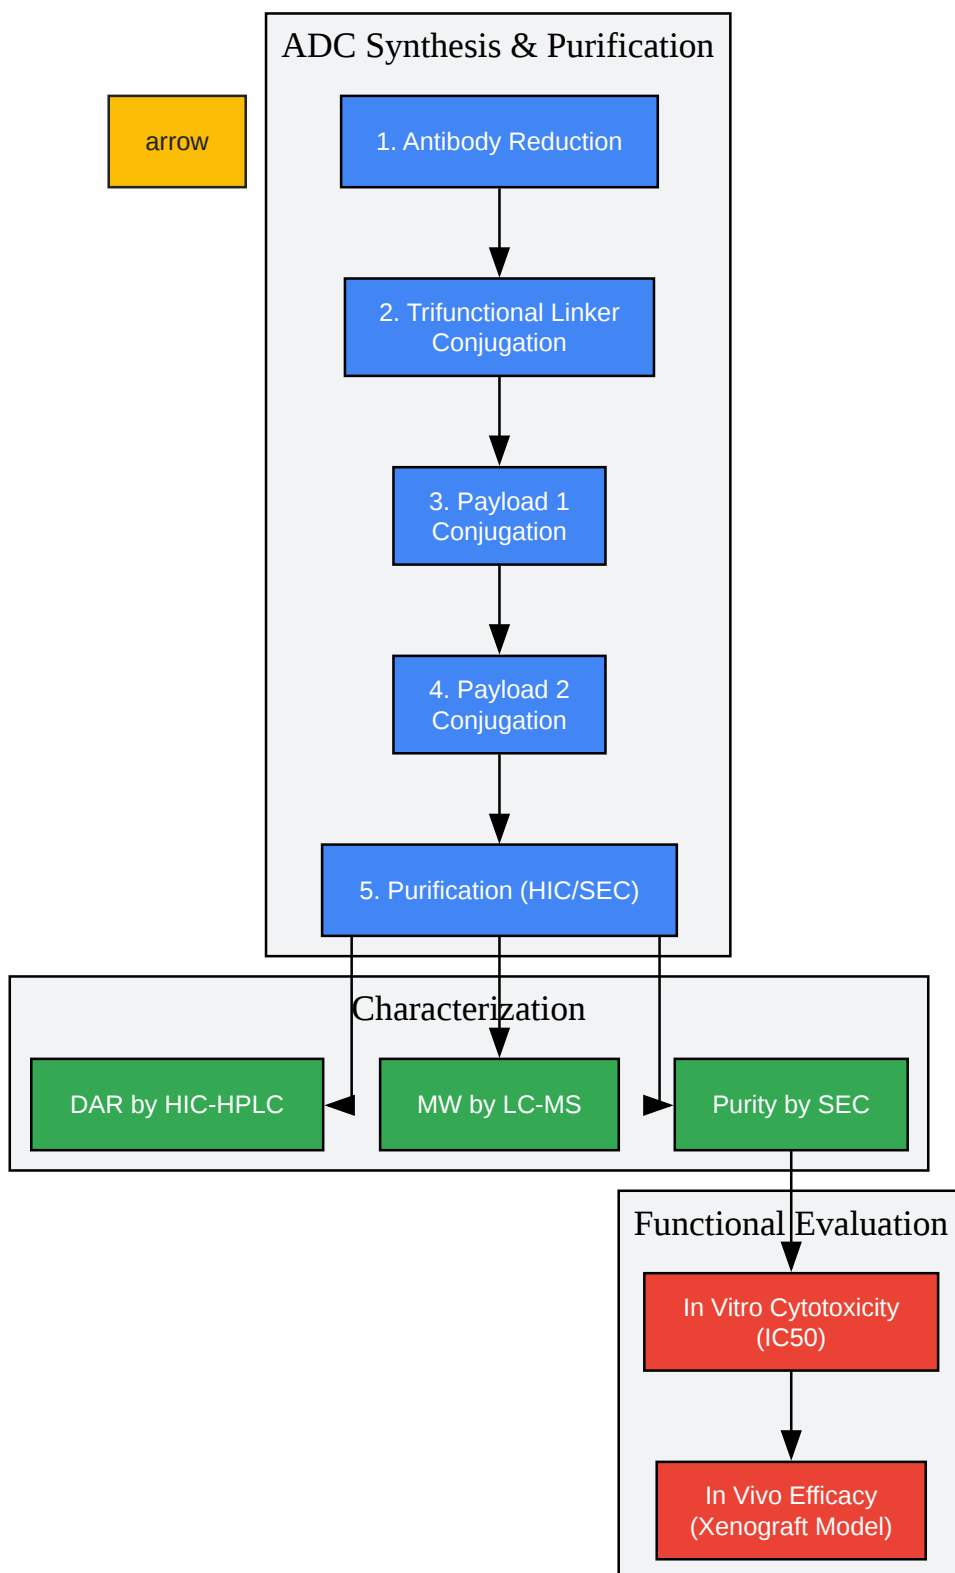 ADC Synthesis & Purification
arrow
1. Antibody Reduction
2. Trifunctional Linker
Conjugation
3. Payload 1
Conjugation
4. Payload 2
Conjugation
5. Purification (HIC/SEC)
Characterization
DAR by HIC-HPLC
MW by LC-MS
Purity by SEC
Functional Evaluation
In Vitro Cytotoxicity
(IC50)
In Vivo Efficacy
(Xenograft Model)